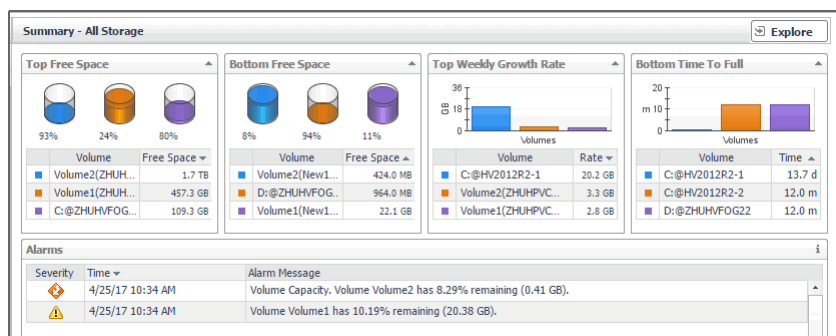 Summary - All Storage
Explore
Top Free Space
93% 24% 80%
Volume Free Space
Volume2(ZHUH... 1.7 TB
Volume1(ZHUH... 457.3 GB
C:@ZHUHVFOG... 109.3 GB
Bottom Free Space
8% 94% 11%
Volume Free Space
Volume2(New1... 424.0 MB
D:@ZHUHVFOG... 964.0 MB
Volume1(New1... 22.1 GB
Top Weekly Growth Rate
GB
36
18
0
Volumes
Volume Rate
C:@HV2012R2-1 20.2 GB
Volume2(ZHUHPVC... 3.3 GB
Volume1(ZHUHPVC... 2.8 GB
Bottom Time To Full
m
20
10
0
Volumes
Volume Time
C:@HV2012R2-1 13.7 d
C:@HV2012R2-2 12.0 m
D:@ZHUHVFOG22 12.0 m
Alarms i
Severity Time Alarm Message
4/25/17 10:34 AM Volume Capacity. Volume Volume2 has 8.29% remaining (0.41 GB).
4/25/17 10:34 AM Volume Volume1 has 10.19% remaining (20.38 GB).